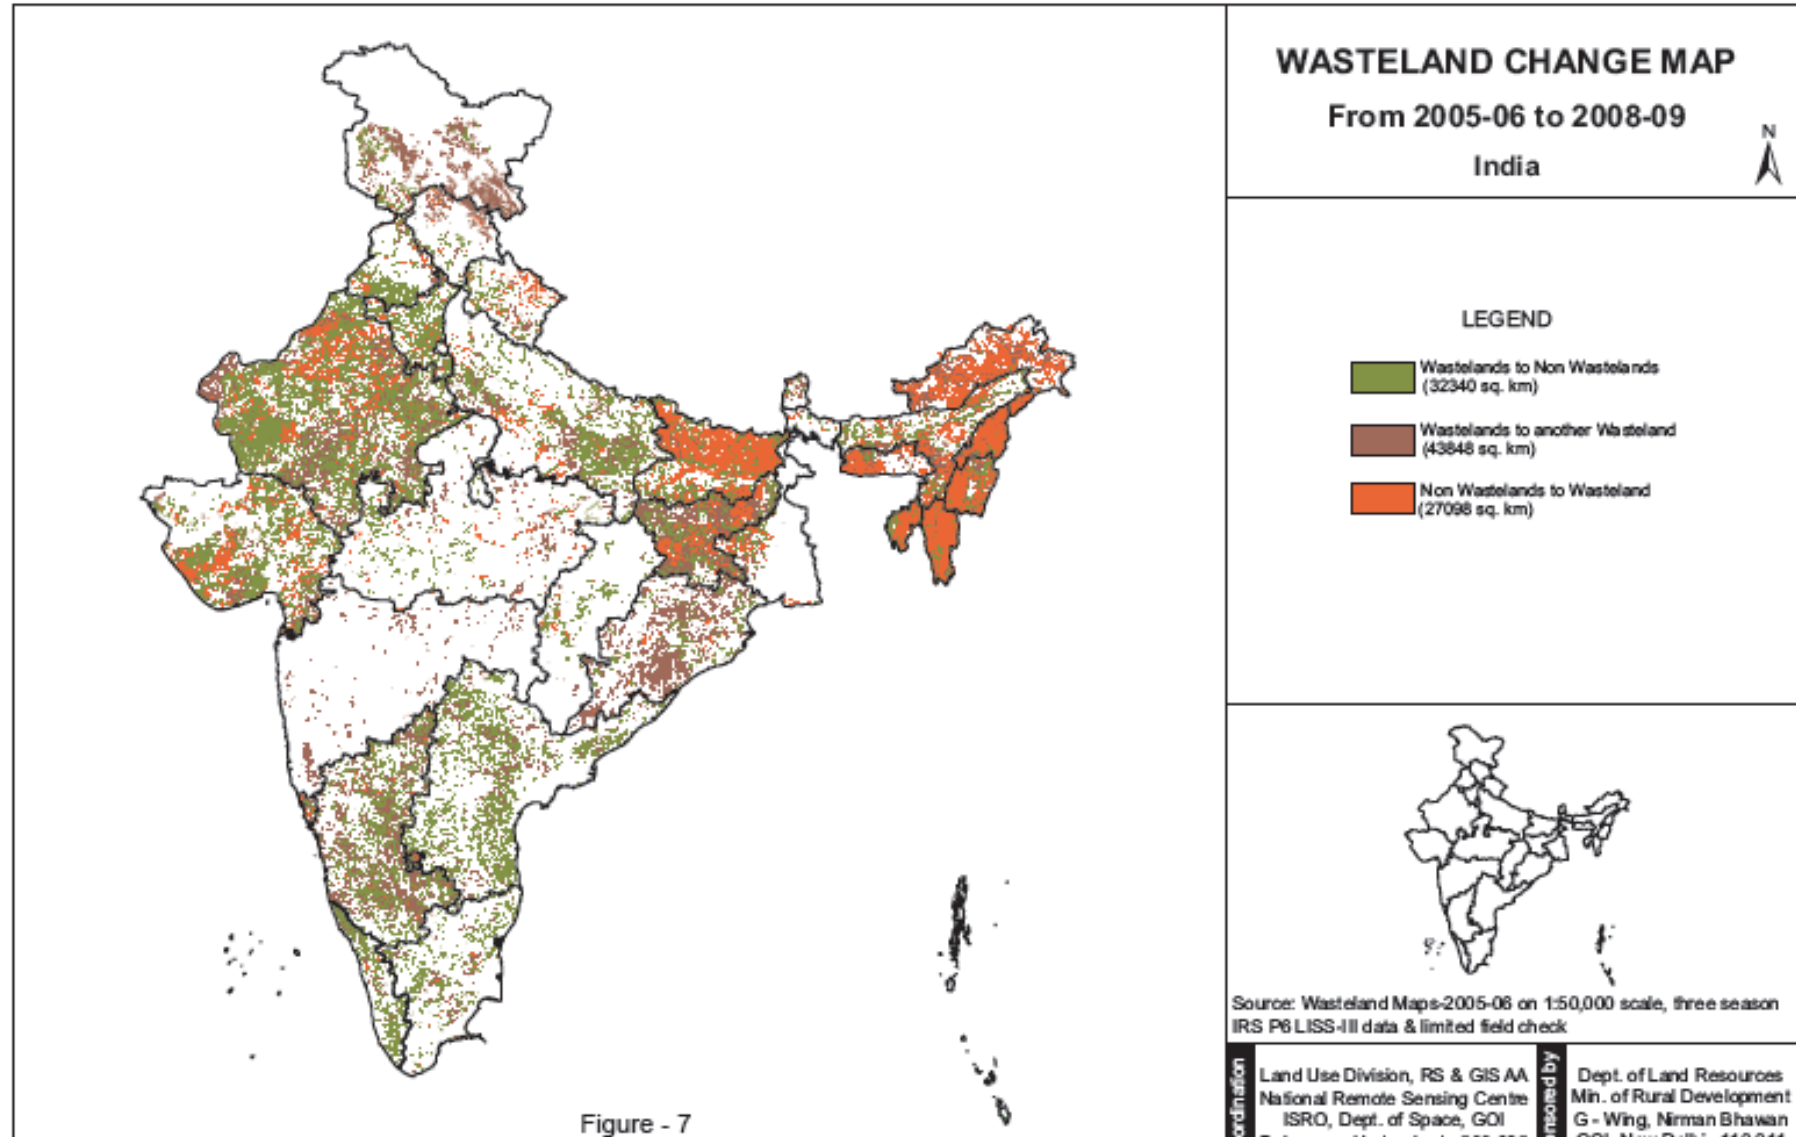 WASTELAND CHANGE MAP
From 2005-06 to 2008-09
India
N
LEGEND
Wastelands to Non Wastelands
(32340 sq. km)
Wastelands to another Wasteland
(43848 sq. km)
Non Wastelands to Wasteland
(27098 sq. km)
Source: Wasteland Maps-2005-06 on 1:50,000 scale, three season
IRS P6 LISS-III data & limited field check
Land Use Division, RS & GIS AA
National Remote Sensing Centre
ISRO, Dept. of Space, GOI
Dept. of Land Resources
Min. of Rural Development
G - Wing, Nirman Bhawan
Figure - 7